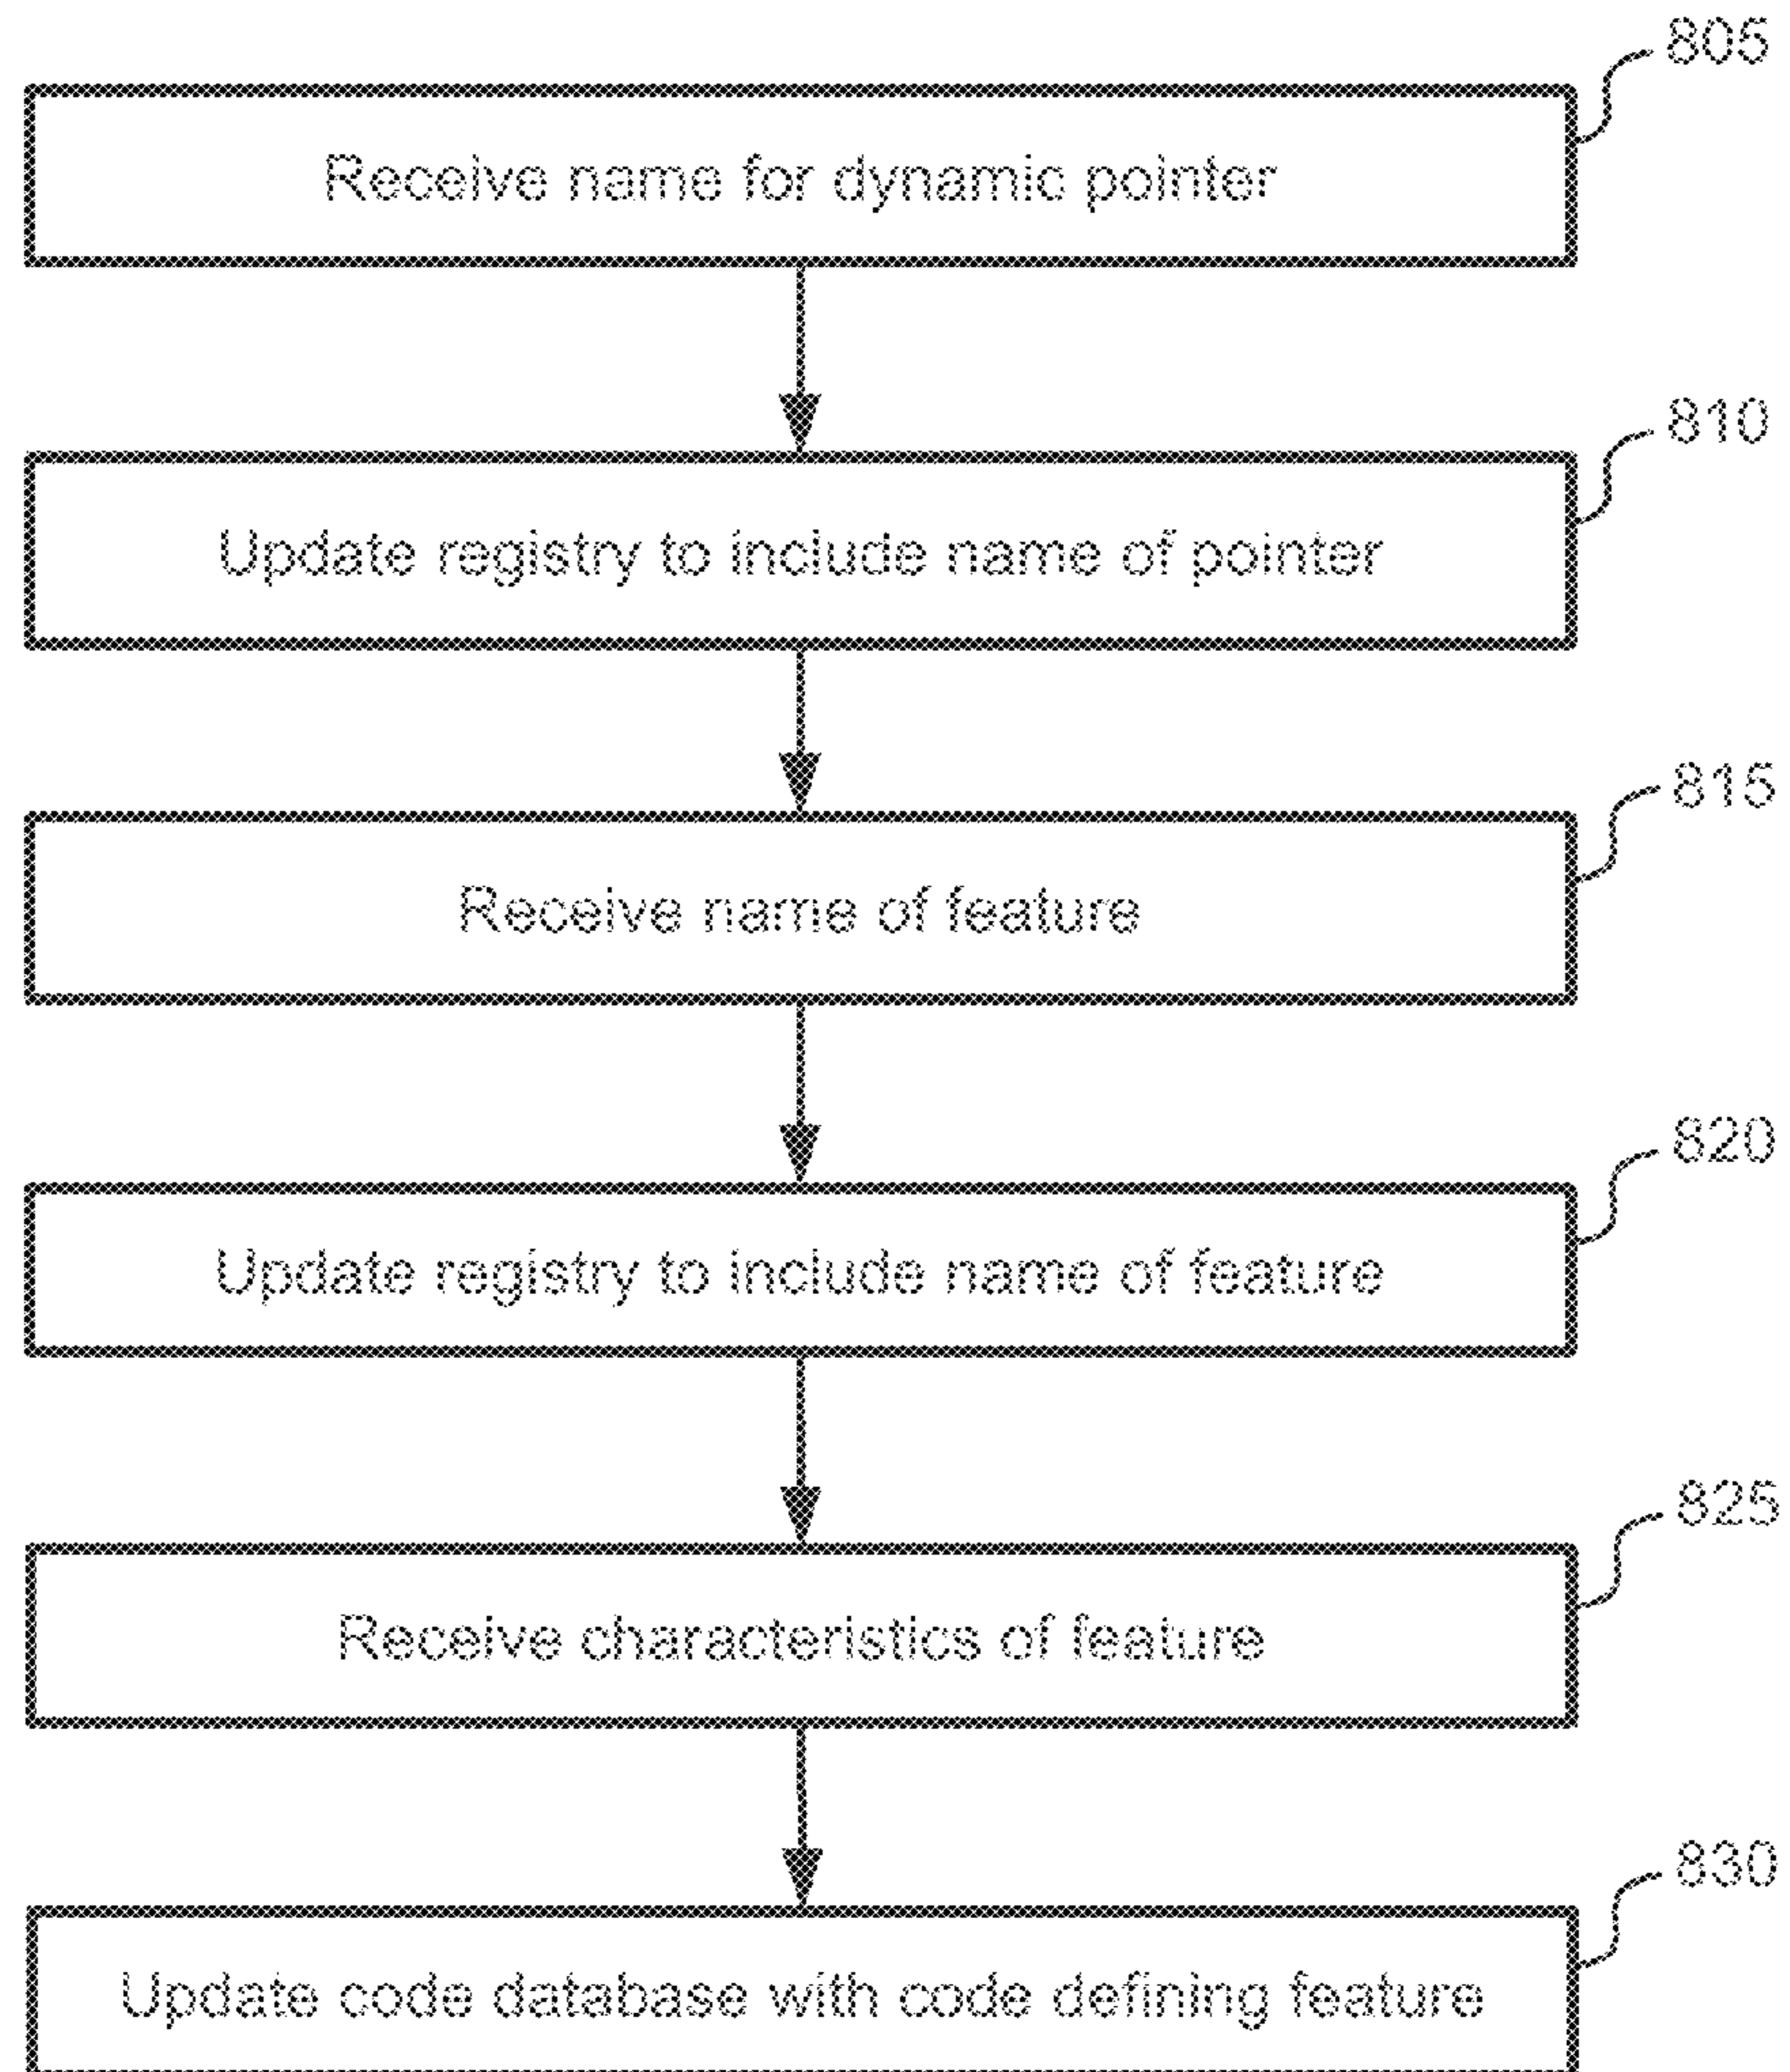 805
Receive name for dynamic pointer
810
Update registry to include name of pointer
815
Receive name of feature
820
Update registry to include name of feature
825
Receive characteristics of feature
830
Update code database with code defining feature